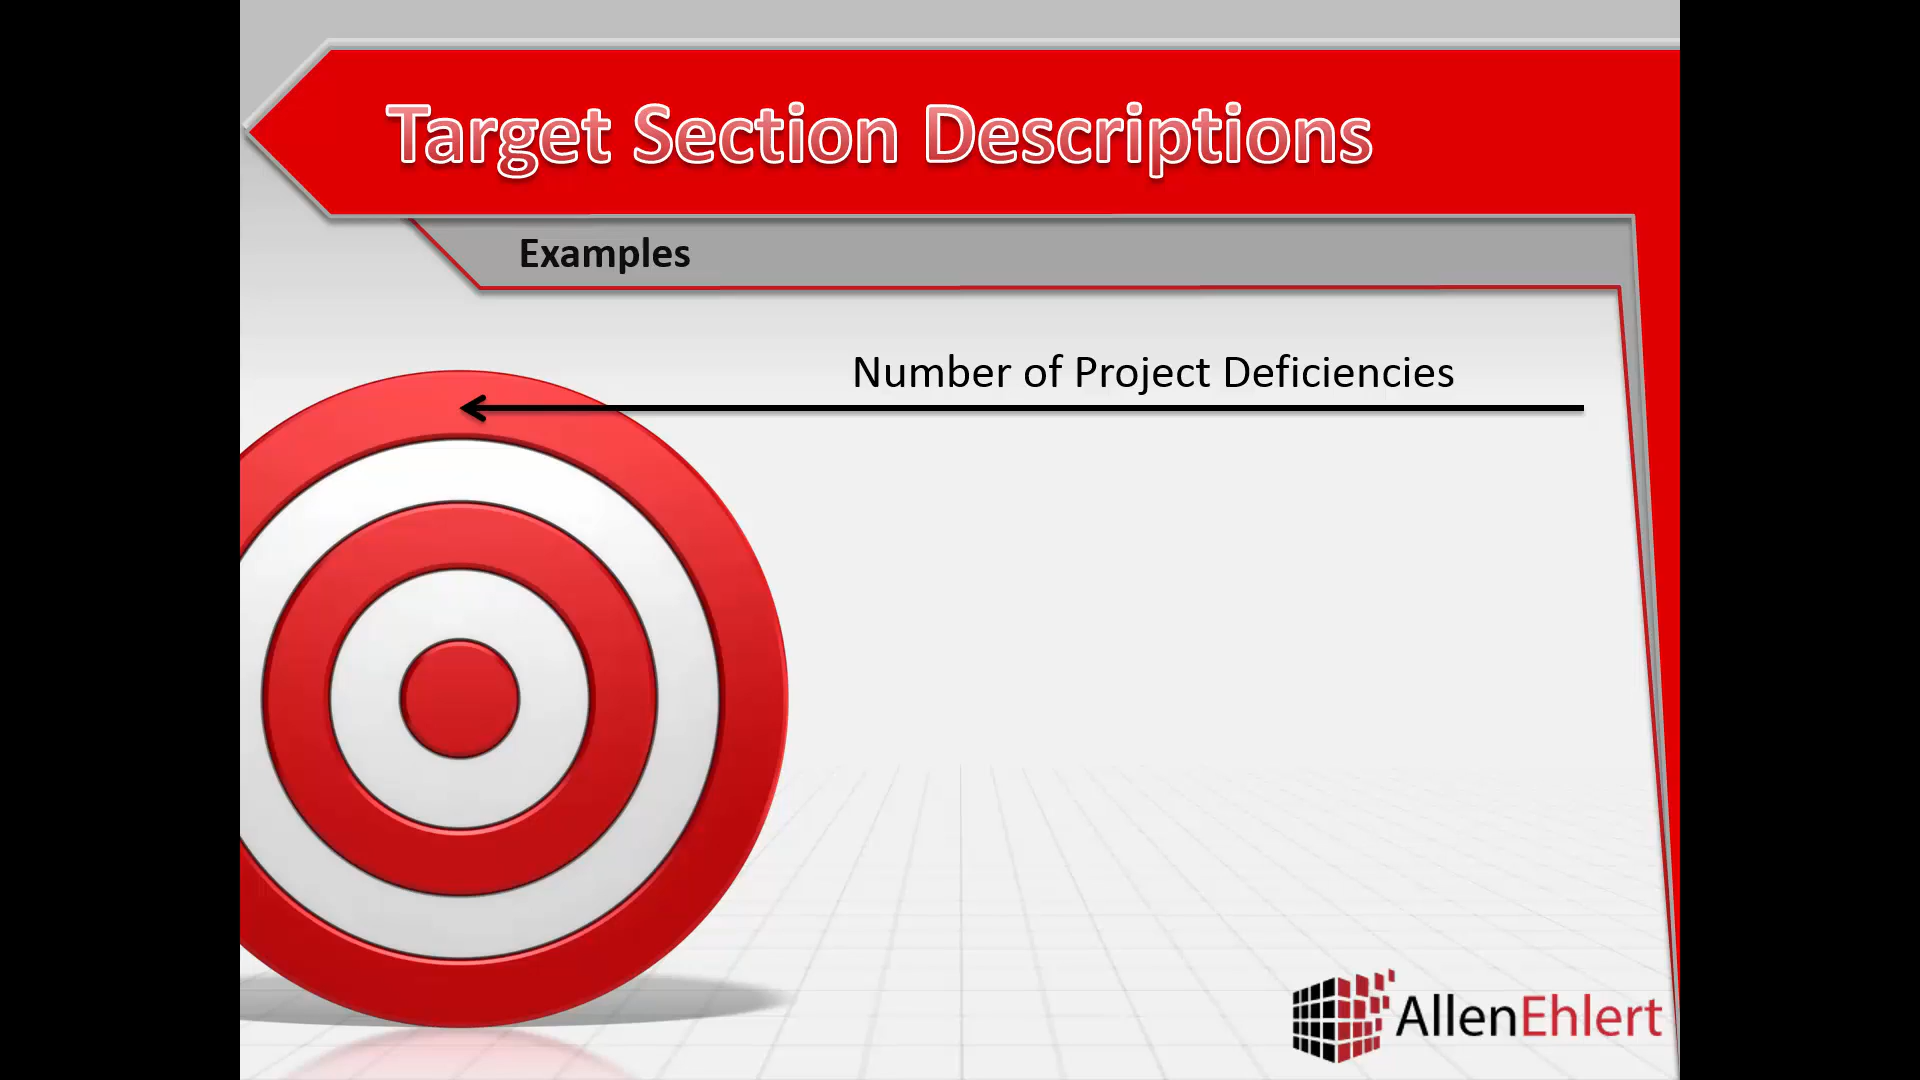 Target Section Descriptions
Examples
Number of Project Deficiencies
AllenEhlert